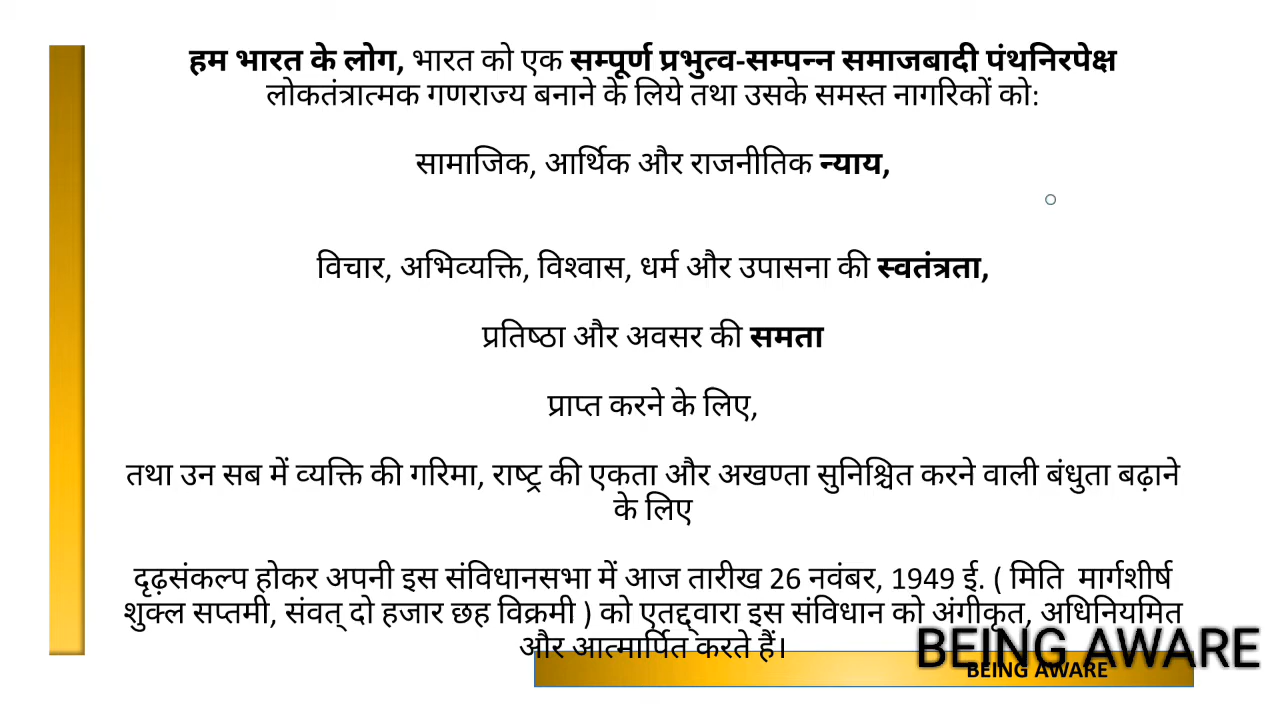 हम भारत के लोग, भारत को एक सम्पूर्ण प्रभुत्व-सम्पन्न समाजबादी पंथनिरपेक्ष
लोकतंत्रात्मक गणराज्य बनाने के लिये तथा उसके समस्त नागरिकों को:
सामाजिक, आर्थिक और राजनीतिक न्याय,
विचार, अभिव्यक्ति, विश्वास, धर्म और उपासना की स्वतंत्रता,
प्रतिष्ठा और अवसर की समता
प्राप्त करने के लिए,
तथा उन सब में व्यक्ति की गरिमा, राष्ट्र की एकता और अखण्ता सुनिश्चित करने वाली बंधुता बढ़ाने
के लिए
दृढ़संकल्प होकर अपनी इस संविधानसभा में आज तारीख 26 नवंबर, 1949 ई. ( मिति  मार्गशीर्ष
शुक्ल सप्तमी, संवत् दो हजार छह विक्रमी ) को एतद्द्वारा इस संविधान को अंगीकृत, अधिनियमित
और आत्मार्पित करते हैं।
BEING AWARE
BEING AWARE